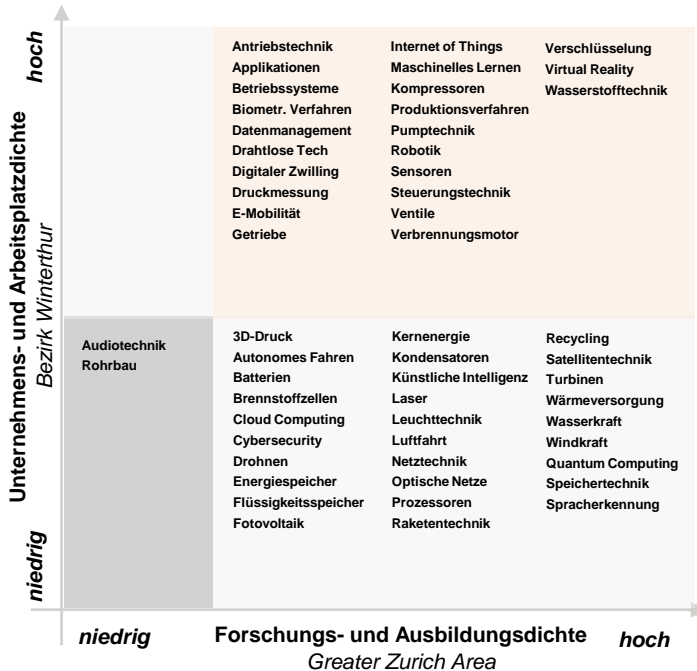 hoch
Unternehmens- und Arbeitsplatzdichte
Bezirk Winterthur
niedrig
Antriebstechnik
Applikationen
Betriebssysteme
Biometr. Verfahren
Datenmanagement
Drahtlose Tech
Digitaler Zwilling
Druckmessung
E-Mobilität
Getriebe
Internet of Things
Maschinelles Lernen
Kompressoren
Produktionsverfahren
Pumptechnik
Robotik
Sensoren
Steuerungstechnik
Ventile
Verbrennungsmotor
Verschlüsselung
Virtual Reality
Wasserstofftechnik
Audiotechnik
Rohrbau
3D-Druck
Autonomes Fahren
Batterien
Brennstoffzellen
Cloud Computing
Cybersecurity
Drohnen
Energiespeicher
Flüssigkeitsspeicher
Fotovoltaik
Kernenergie
Kondensatoren
Künstliche Intelligenz
Laser
Leuchttechnik
Luftfahrt
Netztechnik
Optische Netze
Prozessoren
Raketentechnik
Recycling
Satellitentechnik
Turbinen
Wärmeversorgung
Wasserkraft
Windkraft
Quantum Computing
Speichertechnik
Spracherkennung
niedrig
Forschungs- und Ausbildungsdichte
hoch
Greater Zurich Area